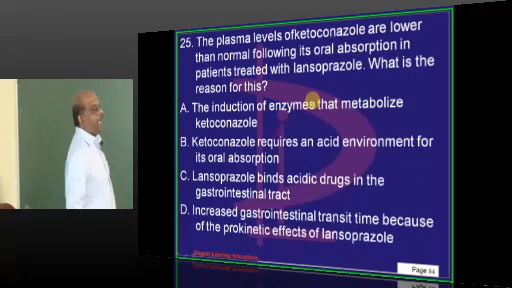 25. The plasma levels ofketoconazole are lower
than normal following its oral absorption in
patients treated with lansoprazole. What is the
reason for this?
A. The induction of enzymes that metabolize
ketoconazole
B. Ketoconazole requires an acid environment for
its oral absorption
C. Lansoprazole binds acidic drugs in the
gastrointestinal tract
D. Increased gastrointestinal transit time because
of the prokinetic effects of lansoprazole
Page 84